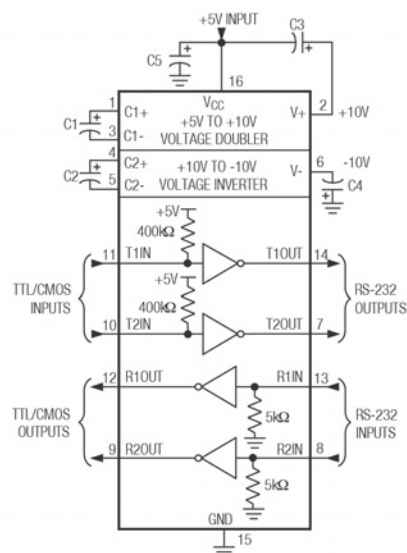 +5V INPUT
C3
C5
+
+
16
VCC
1
C1+
+5V TO +10V
V+
2
+10V
C1
+
3
C1-
VOLTAGE DOUBLER
4
C2+
+10V TO -10V
V-
6
-10V
C2
+
5
C2-
VOLTAGE INVERTER
C4
+
+5V
400kΩ
11
T1IN
T1OUT
14
+5V
TTL/CMOS
INPUTS
400kΩ
RS-232
OUTPUTS
10
T2IN
T2OUT
7
12
R1OUT
R1IN
13
TTL/CMOS
OUTPUTS
5kΩ
RS-232
INPUTS
9
R2OUT
R2IN
8
5kΩ
GND
15